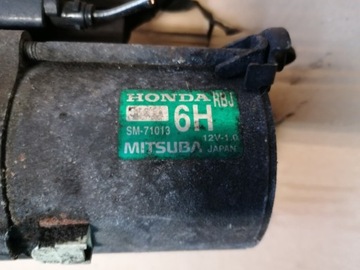 HONDA RBJ
6H
SM-71013
12V-1.0
MITSUBA JAPAN